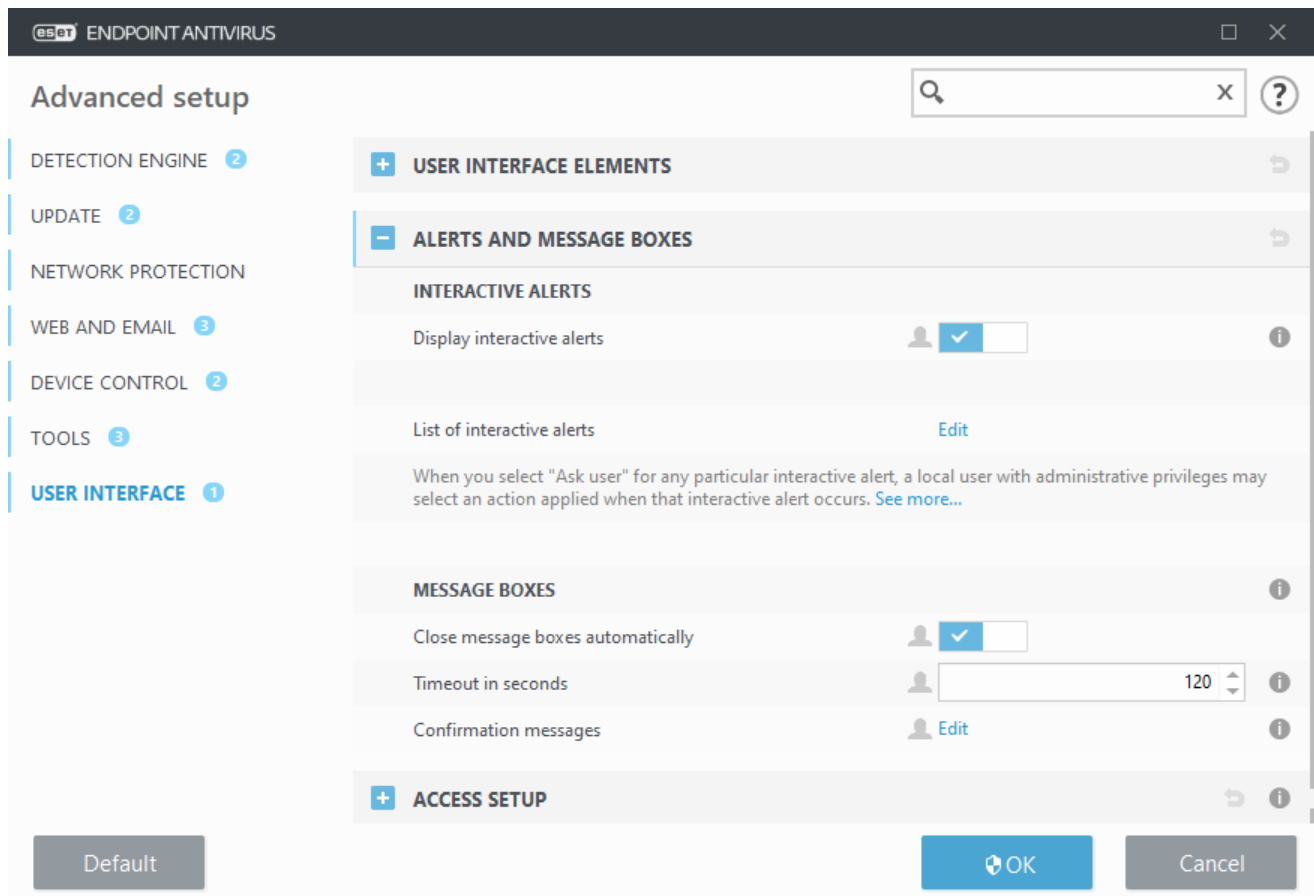 eset ENDPOINT ANTIVIRUS
Advanced setup
DETECTION ENGINE 2
UPDATE 2
NETWORK PROTECTION
WEB AND EMAIL 3
DEVICE CONTROL 2
TOOLS 3
USER INTERFACE 1
USER INTERFACE ELEMENTS
ALERTS AND MESSAGE BOXES
INTERACTIVE ALERTS
Display interactive alerts
List of interactive alerts Edit
When you select "Ask user" for any particular interactive alert, a local user with administrative privileges may
select an action applied when that interactive alert occurs. See more...
MESSAGE BOXES
Close message boxes automatically
Timeout in seconds 120
Confirmation messages Edit
ACCESS SETUP
Default OK Cancel